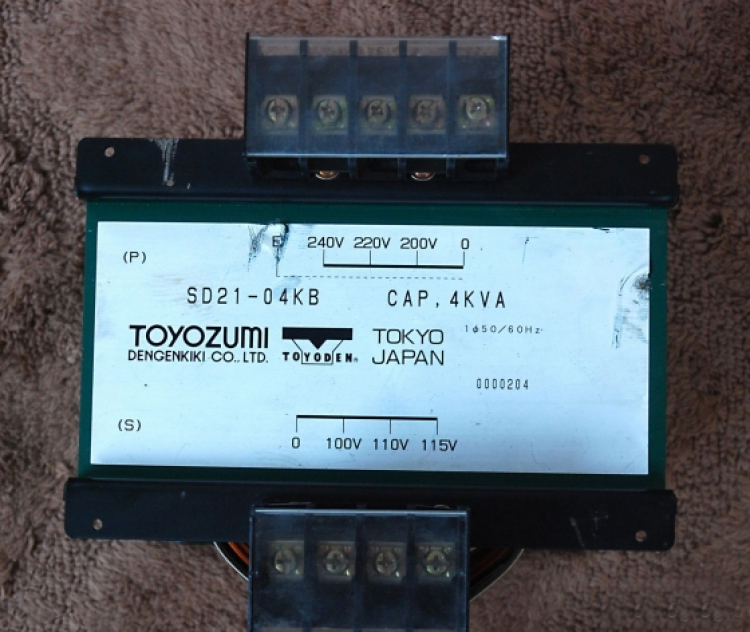 E 240V 220V 200V 0
(P)
SD21-04KB CAP, 4KVA
TOYOZUMI
DENGENKIKI CO., LTD.
TOYODEN®
TOKYO
JAPAN
1φ50/60Hz
0000204
(S)
0 100V 110V 115V